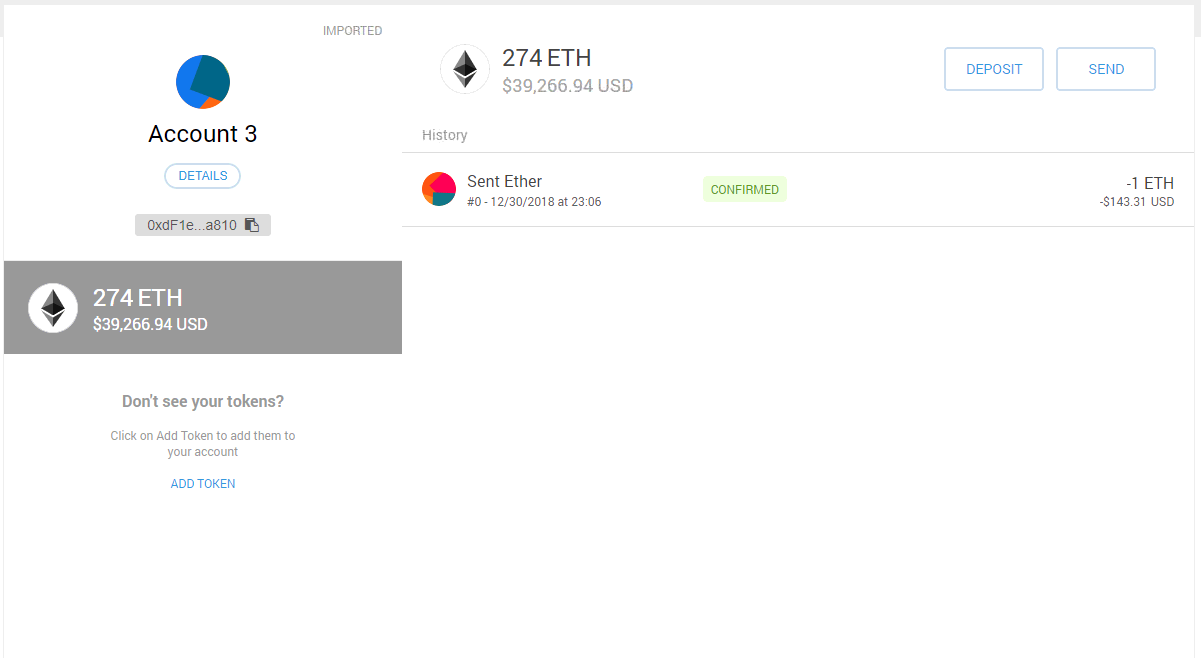 IMPORTED
Account 3
DETAILS
0xdF1e...a810
274 ETH
$39,266.94 USD
Don't see your tokens?
Click on Add Token to add them to
your account
ADD TOKEN
274 ETH
$39,266.94 USD
DEPOSIT
SEND
History
Sent Ether
#0 - 12/30/2018 at 23:06
CONFIRMED
-1 ETH
-$143.31 USD